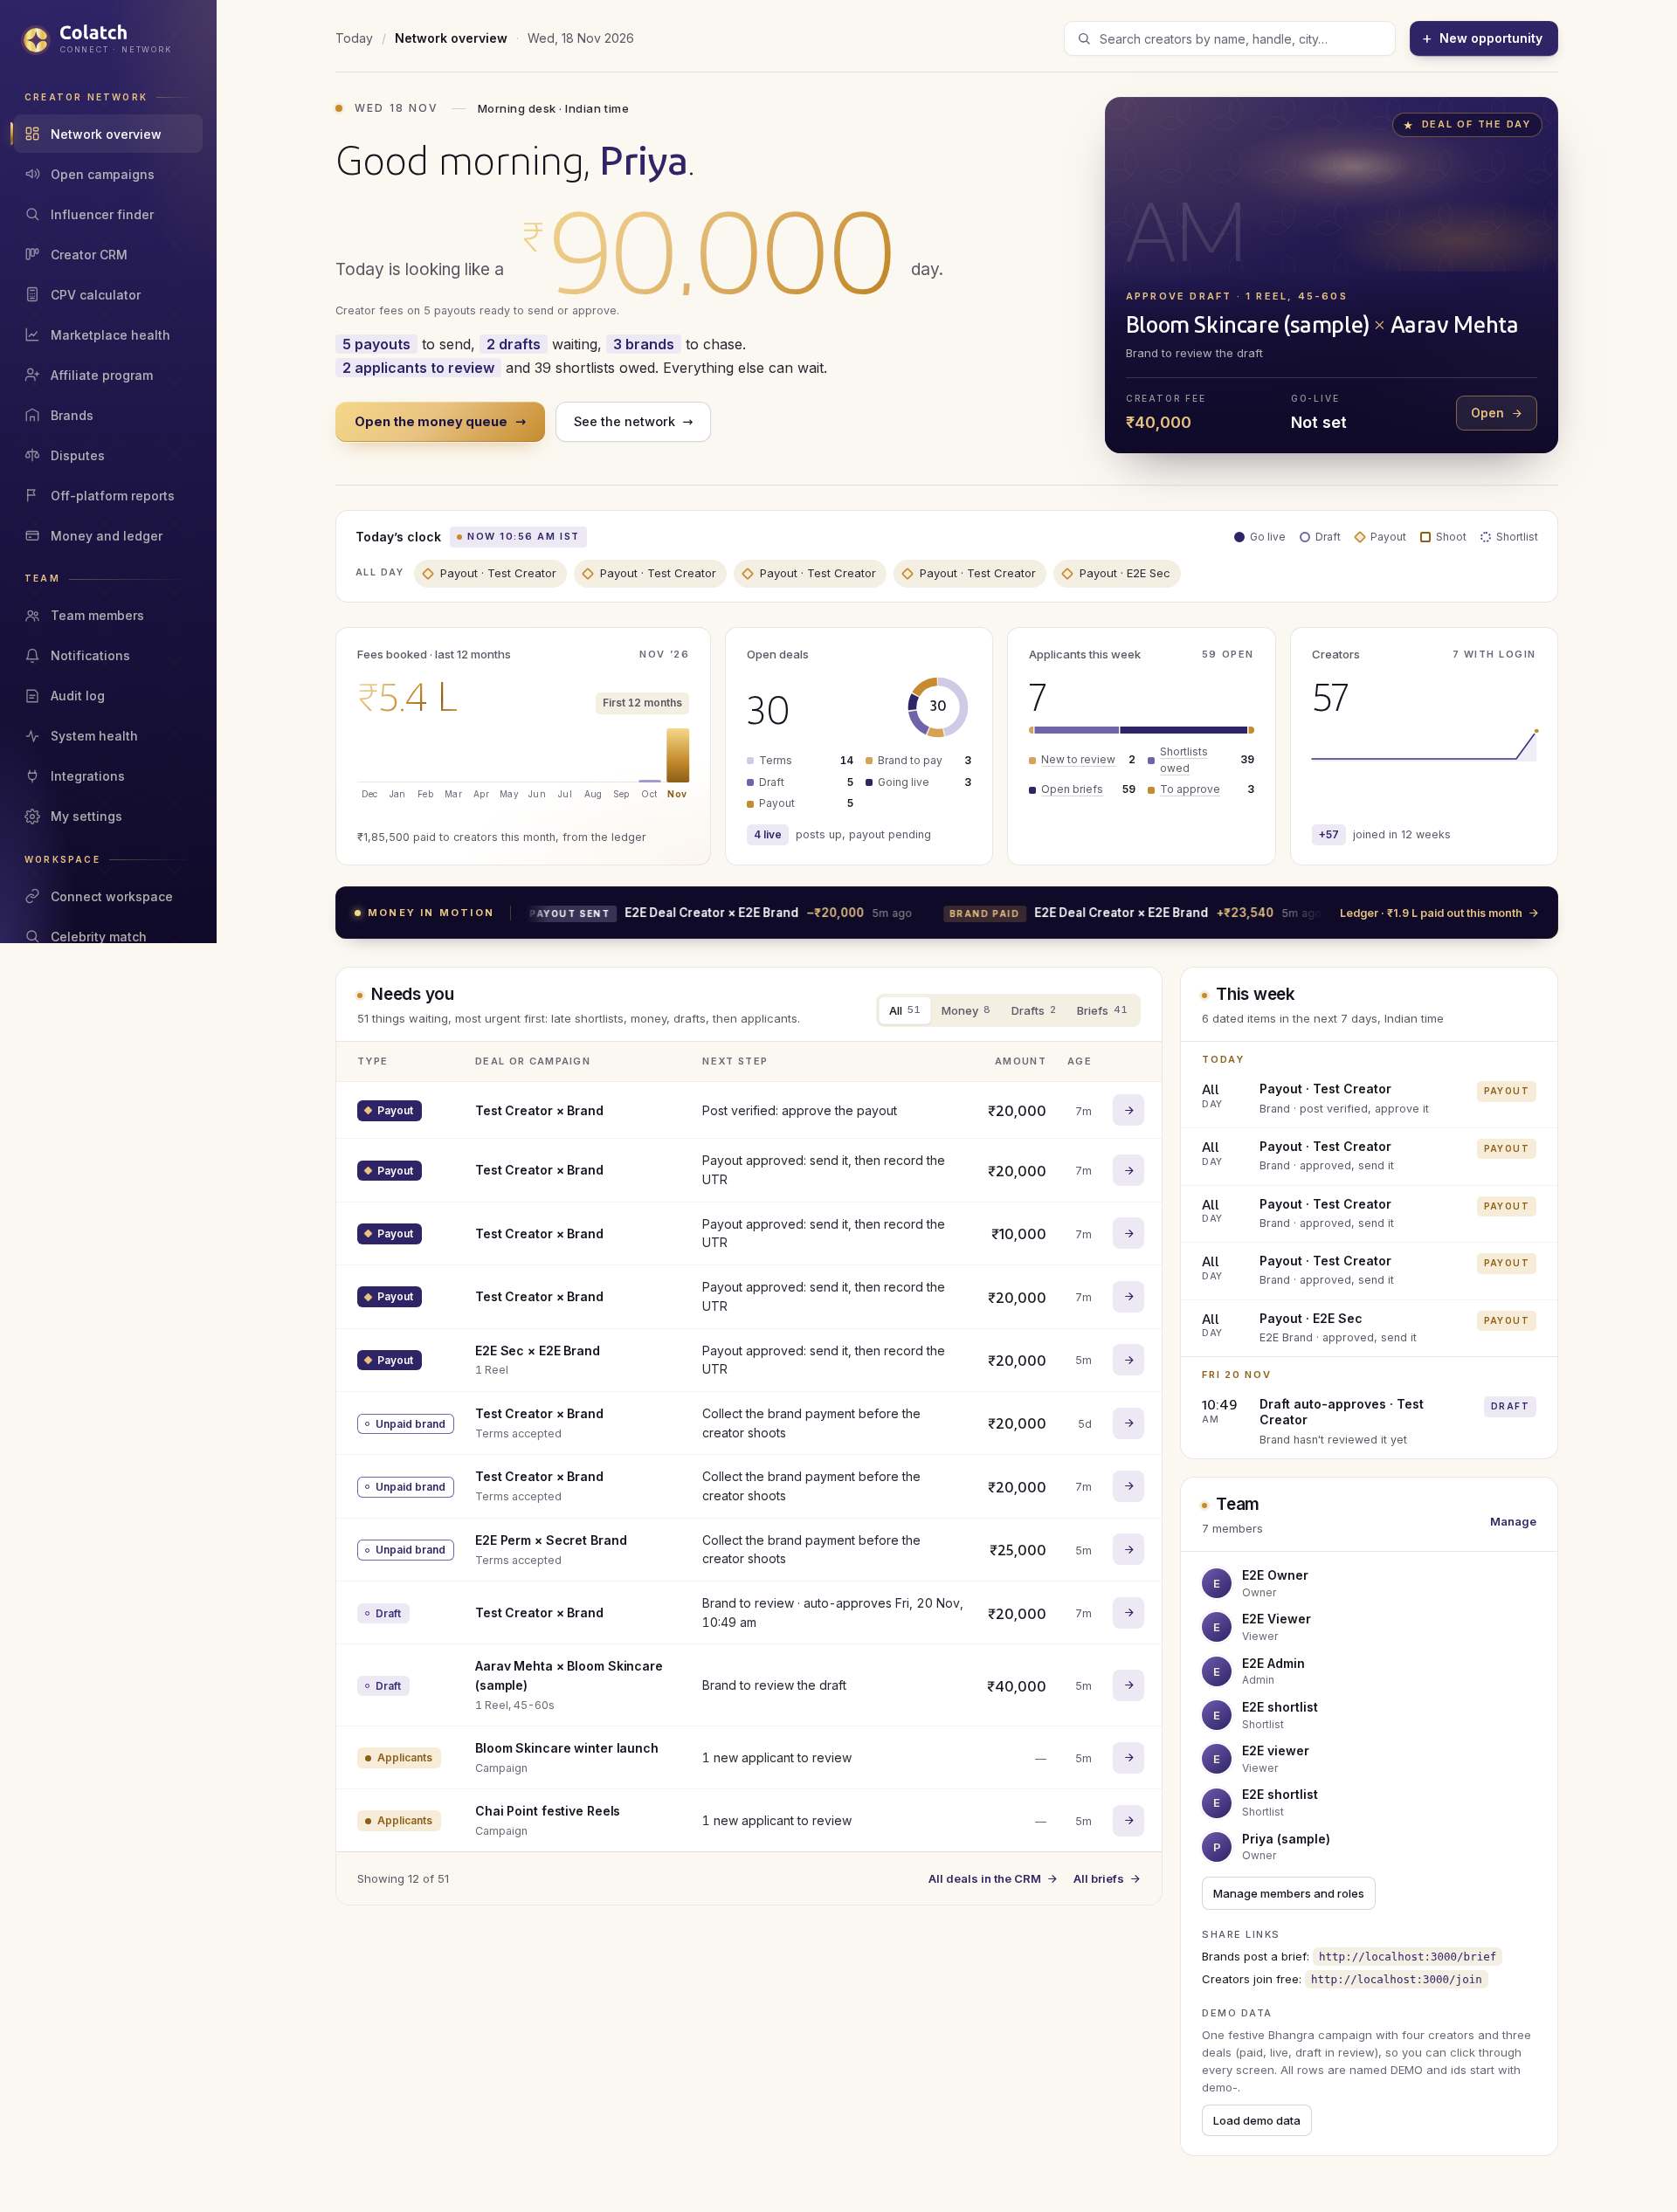 Colatch
CONNECT · NETWORK
CREATOR NETWORK
Network overview
Open campaigns
Influencer finder
Creator CRM
CPV calculator
Marketplace health
Affiliate program
Brands
Disputes
Off-platform reports
Money and ledger
TEAM
Team members
Notifications
Audit log
System health
Integrations
My settings
WORKSPACE
Connect workspace
Celebrity match
Today / Network overview · Wed, 18 Nov 2026
Search creators by name, handle, city…
+ New opportunity
WED 18 NOV — Morning desk · Indian time
Good morning, Priya.
Today is looking like a ₹90,000 day.
Creator fees on 5 payouts ready to send or approve.
5 payouts to send, 2 drafts waiting, 3 brands to chase.
2 applicants to review and 39 shortlists owed. Everything else can wait.
Open the money queue →
See the network →
★ DEAL OF THE DAY
AM
APPROVE DRAFT · 1 REEL, 45-60S
Bloom Skincare (sample) × Aarav Mehta
Brand to review the draft
CREATOR FEE
₹40,000
GO-LIVE
Not set
Open →
Today’s clock
NOW 10:56 AM IST
Go live
Draft
Payout
Shoot
Shortlist
ALL DAY
Payout · Test Creator
Payout · Test Creator
Payout · Test Creator
Payout · Test Creator
Payout · E2E Sec
Fees booked · last 12 months
NOV ’26
₹5.4 L
First 12 months
Dec Jan Feb Mar Apr May Jun Jul Aug Sep Oct Nov
₹1,85,500 paid to creators this month, from the ledger
Open deals
30
30
Terms 14
Brand to pay 3
Draft 5
Going live 3
Payout 5
4 live posts up, payout pending
Applicants this week
59 OPEN
7
New to review 2
Shortlists owed 39
Open briefs 59
To approve 3
Creators
7 WITH LOGIN
57
+57 joined in 12 weeks
MONEY IN MOTION
PAYOUT SENT E2E Deal Creator × E2E Brand −₹20,000 5m ago
BRAND PAID E2E Deal Creator × E2E Brand +₹23,540 5m ago
Ledger · ₹1.9 L paid out this month →
Needs you
51 things waiting, most urgent first: late shortlists, money, drafts, then applicants.
All 51
Money 8
Drafts 2
Briefs 41
TYPE DEAL OR CAMPAIGN NEXT STEP AMOUNT AGE
Payout Test Creator × Brand Post verified: approve the payout ₹20,000 7m →
Payout Test Creator × Brand Payout approved: send it, then record the UTR ₹20,000 7m →
Payout Test Creator × Brand Payout approved: send it, then record the UTR ₹10,000 7m →
Payout Test Creator × Brand Payout approved: send it, then record the UTR ₹20,000 7m →
Payout E2E Sec × E2E Brand 1 Reel Payout approved: send it, then record the UTR ₹20,000 5m →
Unpaid brand Test Creator × Brand Terms accepted Collect the brand payment before the creator shoots ₹20,000 5d →
Unpaid brand Test Creator × Brand Terms accepted Collect the brand payment before the creator shoots ₹20,000 7m →
Unpaid brand E2E Perm × Secret Brand Terms accepted Collect the brand payment before the creator shoots ₹25,000 5m →
Draft Test Creator × Brand Brand to review · auto-approves Fri, 20 Nov, 10:49 am ₹20,000 7m →
Draft Aarav Mehta × Bloom Skincare (sample) 1 Reel, 45-60s Brand to review the draft ₹40,000 5m →
Applicants Bloom Skincare winter launch Campaign 1 new applicant to review — 5m →
Applicants Chai Point festive Reels Campaign 1 new applicant to review — 5m →
Showing 12 of 51
All deals in the CRM →
All briefs →
This week
6 dated items in the next 7 days, Indian time
TODAY
All DAY Payout · Test Creator PAYOUT
Brand · post verified, approve it
All DAY Payout · Test Creator PAYOUT
Brand · approved, send it
All DAY Payout · Test Creator PAYOUT
Brand · approved, send it
All DAY Payout · Test Creator PAYOUT
Brand · approved, send it
All DAY Payout · E2E Sec PAYOUT
E2E Brand · approved, send it
FRI 20 NOV
10:49 AM Draft auto-approves · Test Creator DRAFT
Brand hasn't reviewed it yet
Team
7 members
Manage
E E2E Owner
Owner
E E2E Viewer
Viewer
E E2E Admin
Admin
E E2E shortlist
Shortlist
E E2E viewer
Viewer
E E2E shortlist
Shortlist
P Priya (sample)
Owner
Manage members and roles
SHARE LINKS
Brands post a brief: http://localhost:3000/brief
Creators join free: http://localhost:3000/join
DEMO DATA
One festive Bhangra campaign with four creators and three
deals (paid, live, draft in review), so you can click through
every screen. All rows are named DEMO and ids start with
demo-.
Load demo data